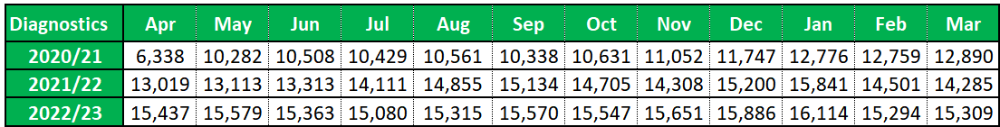 Diagnostics Apr May Jun Jul Aug Sep Oct Nov Dec Jan Feb Mar
2020/21 6,338 10,282 10,508 10,429 10,561 10,338 10,631 11,052 11,747 12,776 12,759 12,890
2021/22 13,019 13,113 13,313 14,111 14,855 15,134 14,705 14,308 15,200 15,841 14,501 14,285
2022/23 15,437 15,579 15,363 15,080 15,315 15,570 15,547 15,651 15,886 16,114 15,294 15,309